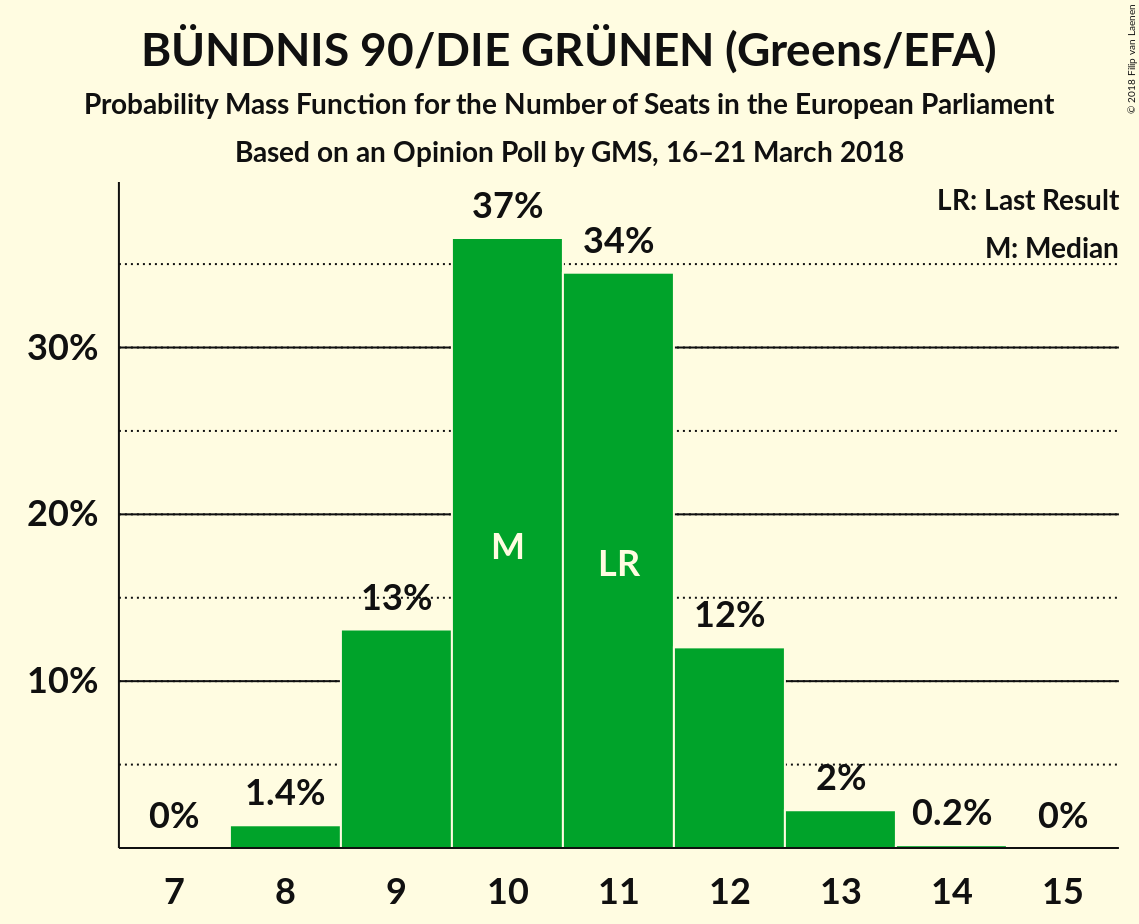 BÜNDNIS 90/DIE GRÜNEN (Greens/EFA)
Probability Mass Function for the Number of Seats in the European Parliament
Based on an Opinion Poll by GMS, 16–21 March 2018
© 2018 Filip van Laenen
LR: Last Result
M: Median
37%
34%
30%
20%
10%
M
LR
13%
12%
0%
1.4%
2%
0.2%
0%
7 8 9 10 11 12 13 14 15